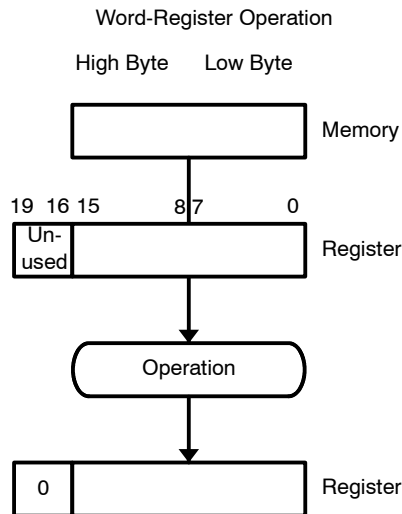 Word-Register Operation
High Byte Low Byte
Memory
19 16 15 8 7 0
Un-
used
Register
Operation
0
Register